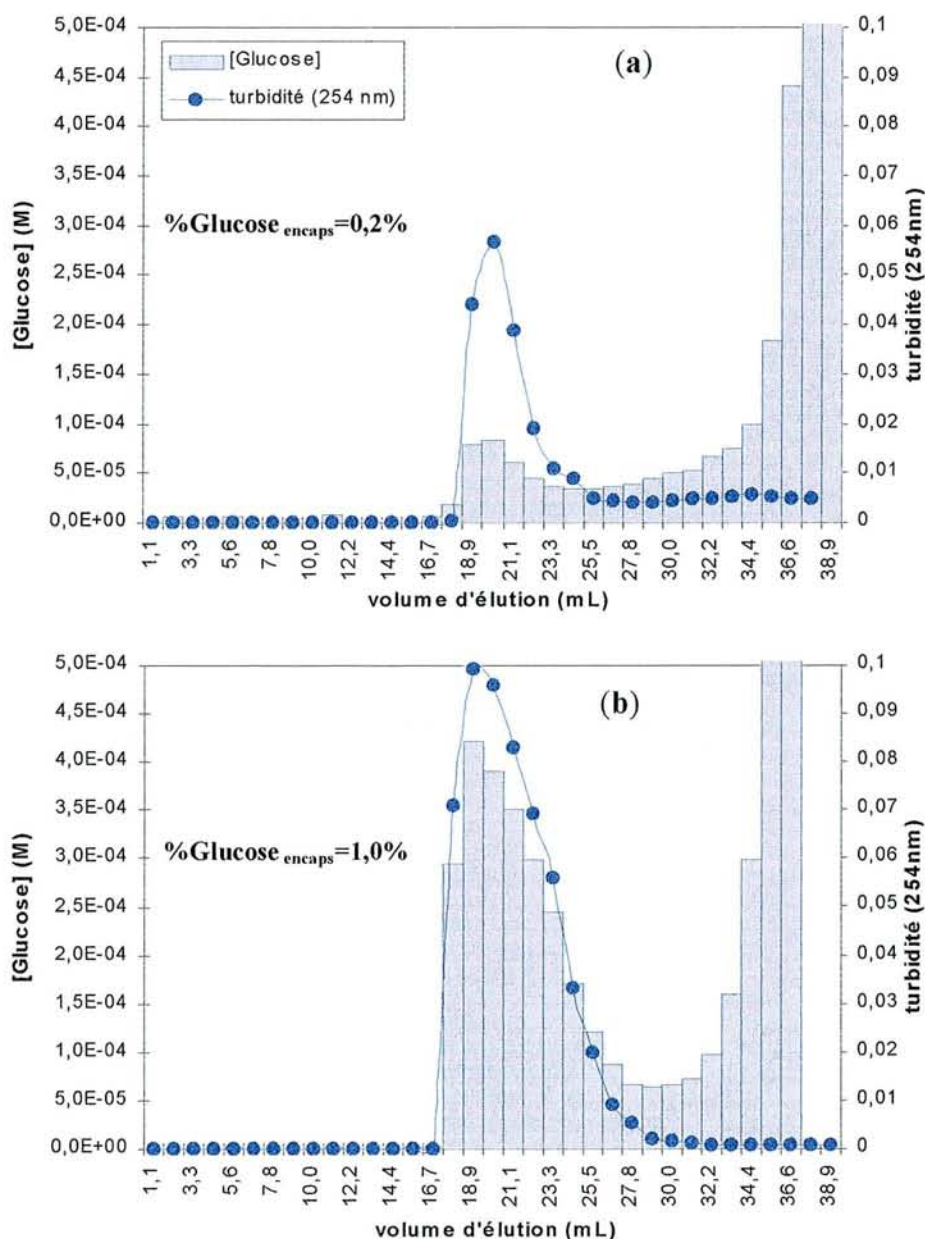 5,0E-04
4,5E-04
4,0E-04
3,5E-04
3,0E-04
2,5E-04
2,0E-04
1,5E-04
1,0E-04
5,0E-05
0,0E+00
[Glucose] (M)
[Glucose]
turbidité (254 nm)
(a)
%Glucose encaps=0,2%
0,1
0,09
0,08
0,07
0,06
0,05
0,04
0,03
0,02
0,01
0
turbidité (254nm)
1,1
3,3
5,6
7,8
10,0
12,2
14,4
16,7
18,9
21,1
23,3
25,5
27,8
30,0
32,2
34,4
36,6
38,9
volume d'élution (mL)
5,0E-04
4,5E-04
4,0E-04
3,5E-04
3,0E-04
2,5E-04
2,0E-04
1,5E-04
1,0E-04
5,0E-05
0,0E+00
[Glucose] (M)
(b)
%Glucose encaps=1,0%
0,1
0,09
0,08
0,07
0,06
0,05
0,04
0,03
0,02
0,01
0
turbidité (254nm)
1,1
3,3
5,6
7,8
10,0
12,2
14,4
16,7
18,9
21,1
23,3
25,5
27,8
30,0
32,2
34,4
36,6
38,9
volume d'élution (mL)